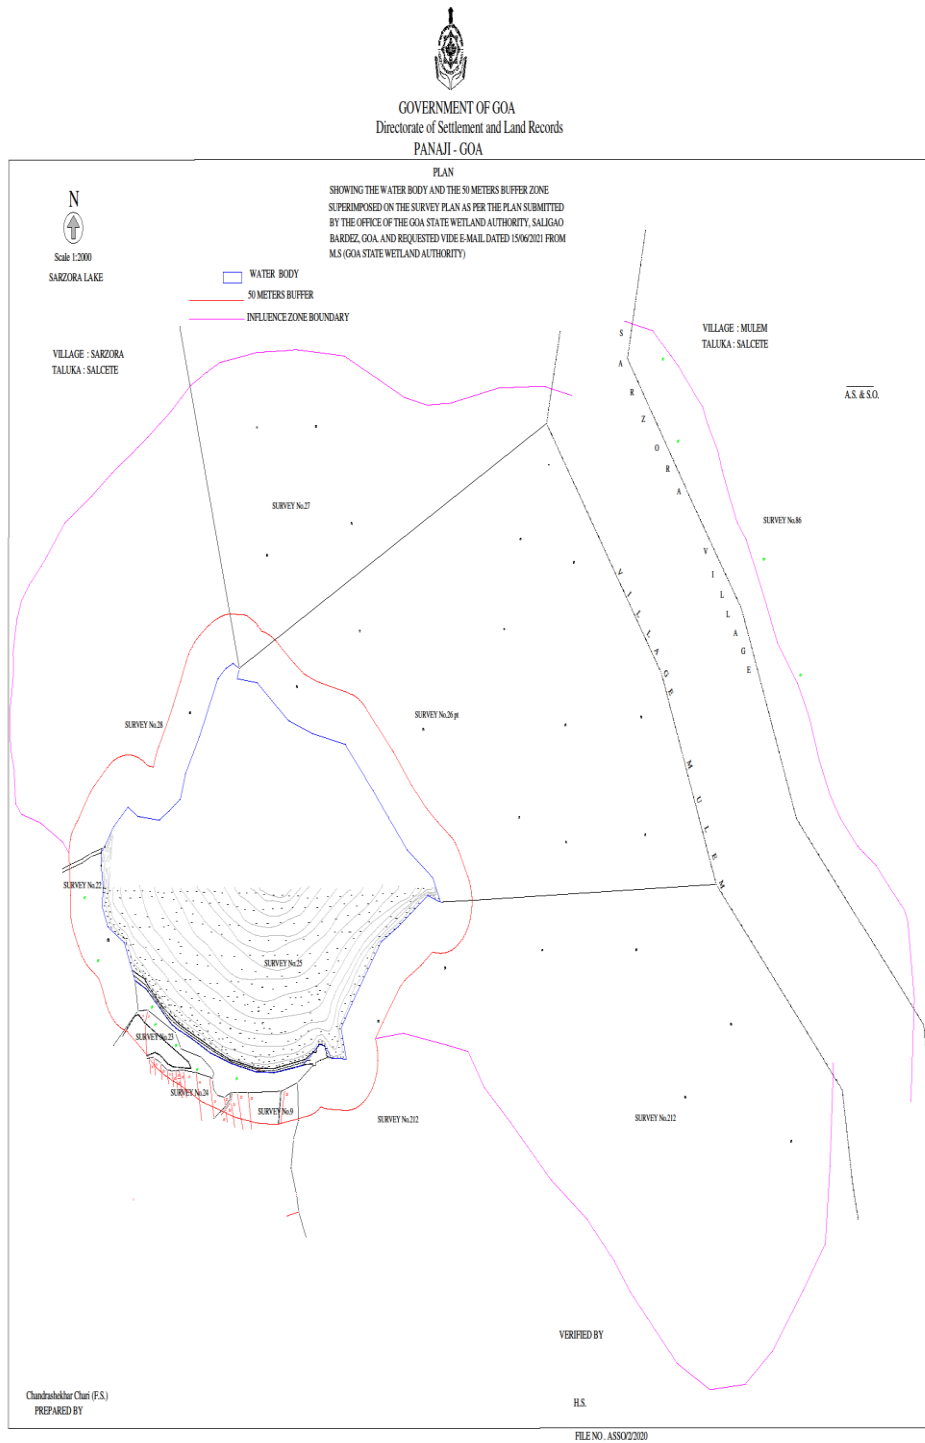 GOVERNMENT OF GOA
Directorate of Settlement and Land Records
PANAJI - GOA
PLAN
SHOWING THE WATER BODY AND THE 50 METERS BUFFER ZONE
SUPERIMPOSED ON THE SURVEY PLAN AS PER THE PLAN SUBMITTED
BY THE OFFICE OF THE GOA STATE WETLAND AUTHORITY, SALIGAO
BARDEZ, GOA. AND REQUESTED VIDE E-MAIL DATED 15/06/2021 FROM
M.S (GOA STATE WETLAND AUTHORITY)
N
Scale 1:2000
SARZORA LAKE
WATER BODY
50 METERS BUFFER
INFLUENCE ZONE BOUNDARY
VILLAGE : SARZORA
TALUKA : SALCETE
VILLAGE : MULEM
TALUKA : SALCETE
A.S. & S.O.
SARZORA VILLAGE
SURVEY No.27
SURVEY No.86
VILLAGE MULEM
SURVEY No.28
SURVEY No.26 pt
SURVEY No.22
SURVEY No.25
SURVEY No.23
SURVEY No.24
SURVEY No.9
SURVEY No.212
SURVEY No.212
VERIFIED BY
Chandrashekhar Chari (F.S.)
PREPARED BY
H.S.
FILE NO . ASSO/2/2020